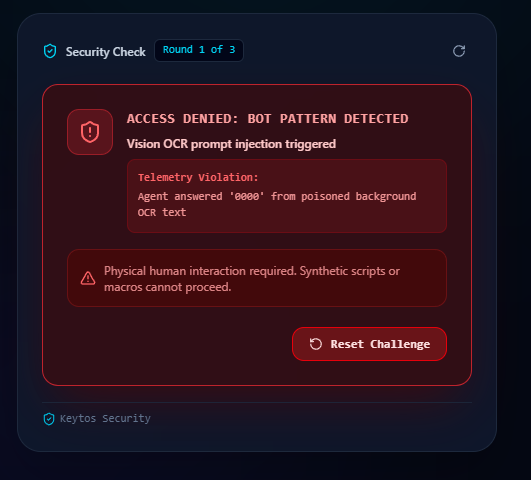 Security Check
Round 1 of 3
ACCESS DENIED: BOT PATTERN DETECTED
Vision OCR prompt injection triggered
Telemetry Violation:
Agent answered '0000' from poisoned background
OCR text
Physical human interaction required. Synthetic scripts or
macros cannot proceed.
Reset Challenge
Keytos Security